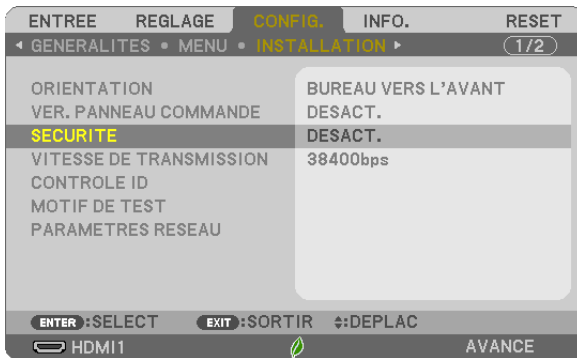 ENTREE REGLAGE CONFIG. INFO. RESET
GENERALITES • MENU • INSTALLATION 1/2
ORIENTATION BUREAU VERS L'AVANT
VER. PANNEAU COMMANDE DESACT.
SECURITE DESACT.
VITESSE DE TRANSMISSION 38400bps
CONTROLE ID
MOTIF DE TEST
PARAMETRES RESEAU
ENTER :SELECT EXIT :SORTIR :DEPLAC
HDMI1 AVANCE